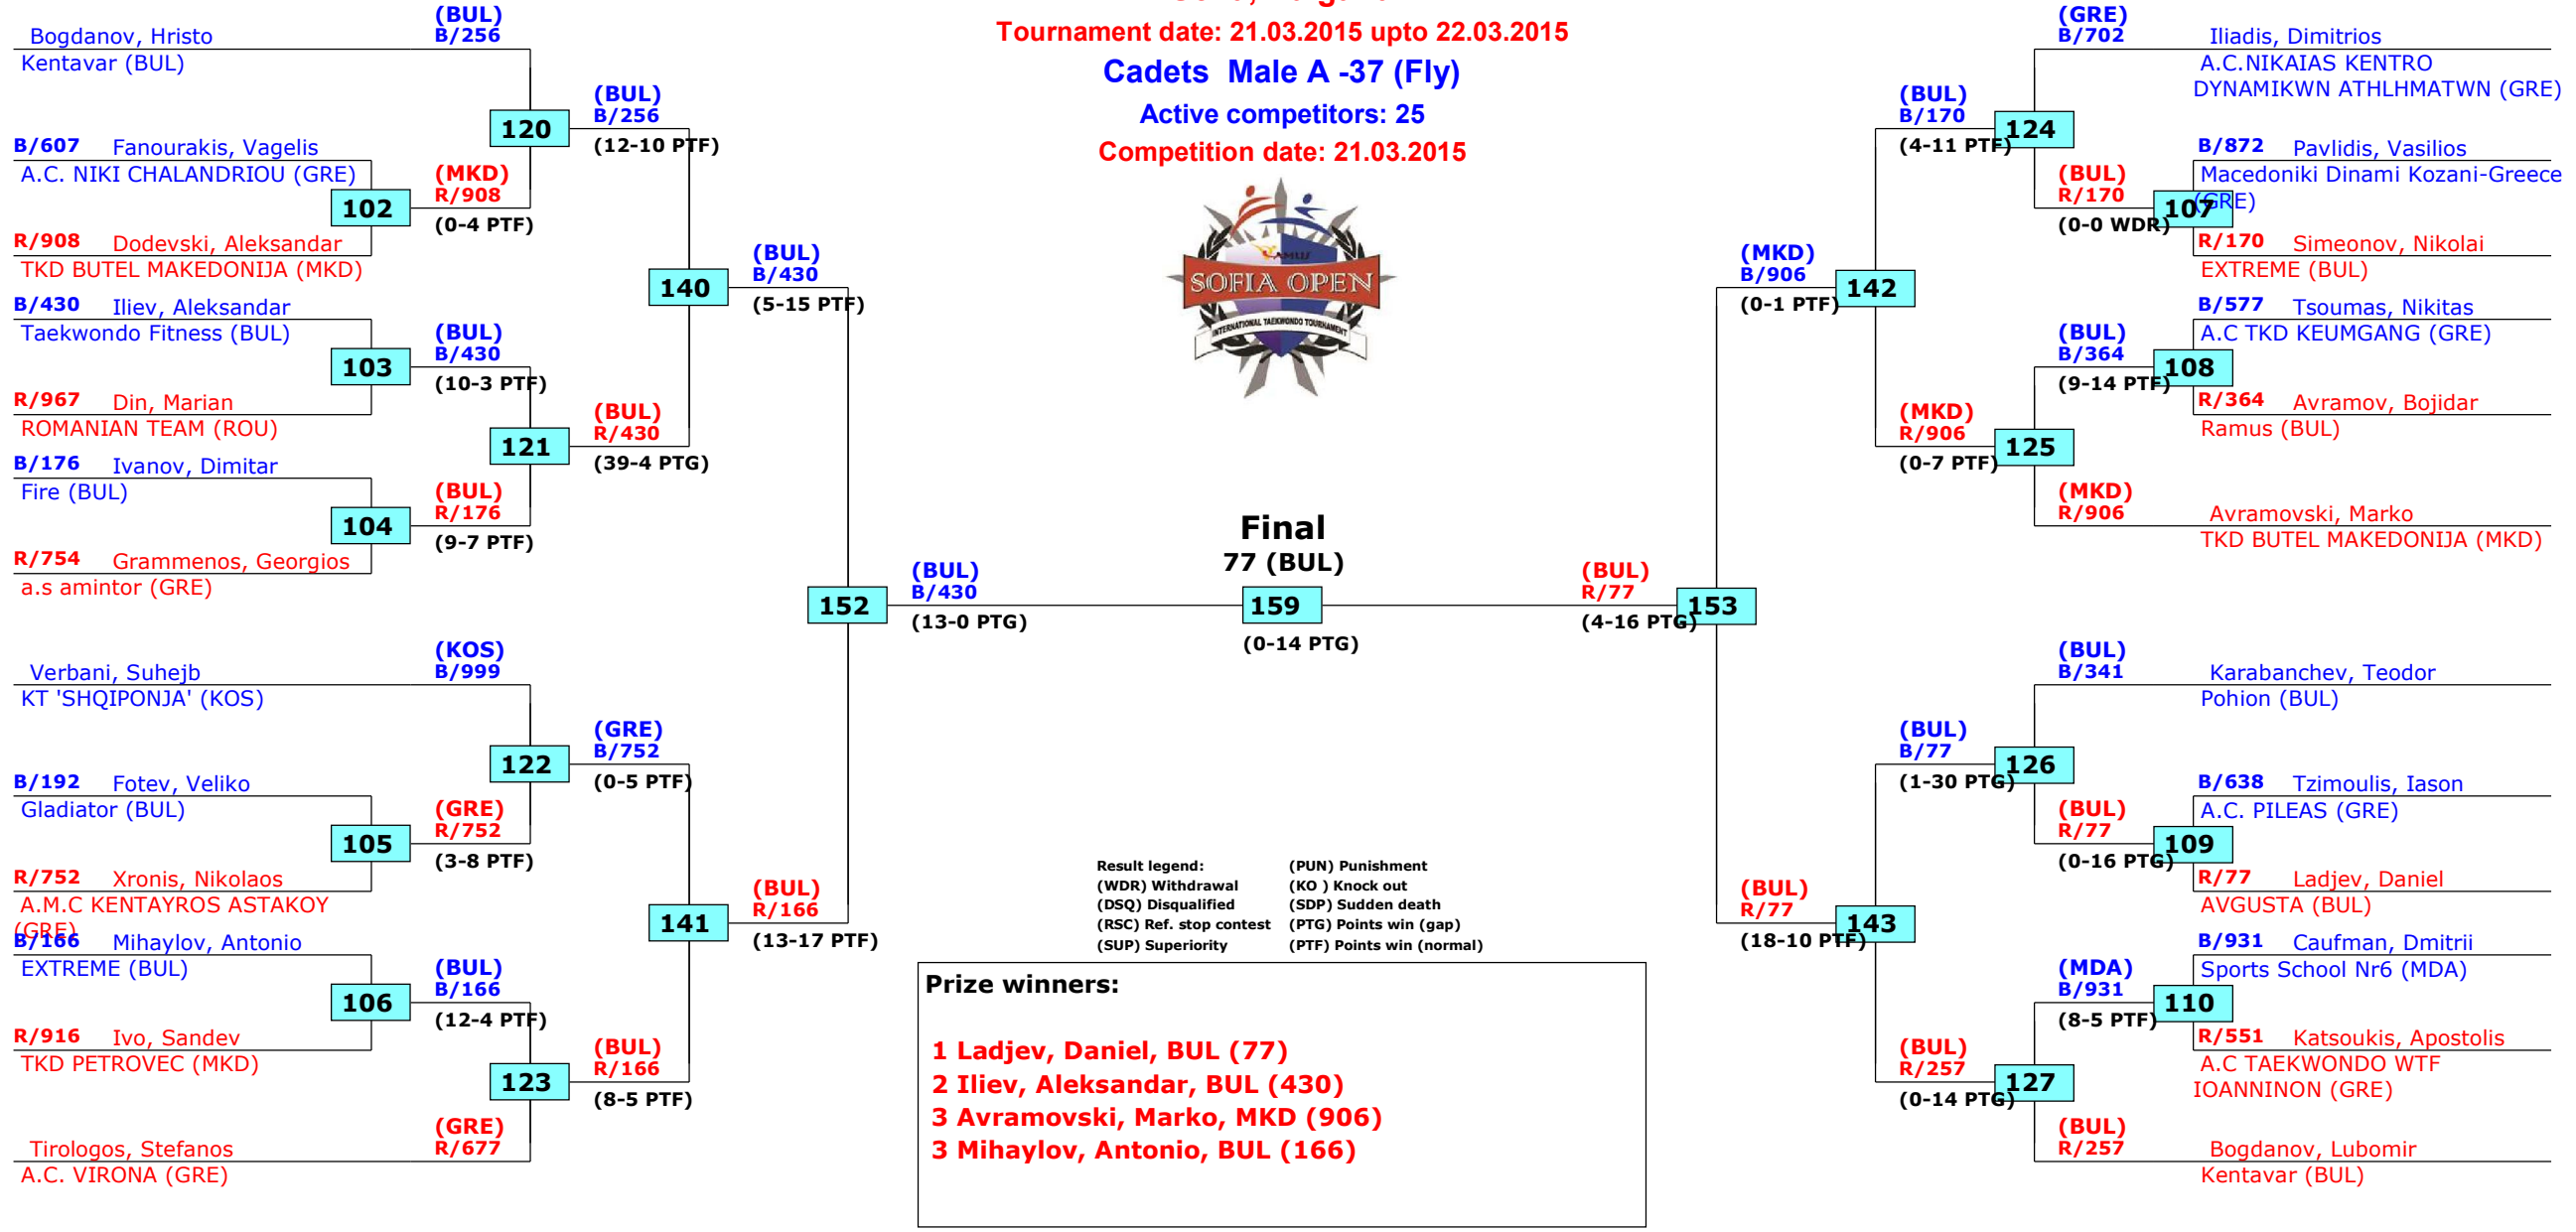 Tournament date: 21.03.2015 upto 22.03.2015
Cadets Male A -37 (Fly)
Active competitors: 25
Competition date: 21.03.2015
RAMUS
SOFIA OPEN
INTERNATIONAL TAEKWONDO TOURNAMENT
(BUL)
B/256
Bogdanov, Hristo
Kentavar (BUL)
(BUL)
B/256
120
(12-10 PTF)
B/607 Fanourakis, Vagelis
A.C. NIKI CHALANDRIOU (GRE)
(MKD)
R/908
102
(0-4 PTF)
R/908 Dodevski, Aleksandar
TKD BUTEL MAKEDONIJA (MKD)
(BUL)
B/430
140
(5-15 PTF)
B/430 Iliev, Aleksandar
Taekwondo Fitness (BUL)
(BUL)
B/430
103
(10-3 PTF)
R/967 Din, Marian
ROMANIAN TEAM (ROU)
(BUL)
R/430
121
(39-4 PTG)
B/176 Ivanov, Dimitar
Fire (BUL)
(BUL)
R/176
104
(9-7 PTF)
R/754 Grammenos, Georgios
a.s amintor (GRE)
(BUL)
B/430
152
(13-0 PTG)
(KOS)
B/999
Verbani, Suhejb
KT 'SHQIPONJA' (KOS)
(GRE)
B/752
122
(0-5 PTF)
B/192 Fotev, Veliko
Gladiator (BUL)
(GRE)
R/752
105
(3-8 PTF)
R/752 Xronis, Nikolaos
A.M.C KENTAYROS ASTAKOY
(GRE)
(BUL)
R/166
141
(13-17 PTF)
B/166 Mihaylov, Antonio
EXTREME (BUL)
(BUL)
B/166
106
(12-4 PTF)
R/916 Ivo, Sandev
TKD PETROVEC (MKD)
(BUL)
R/166
123
(8-5 PTF)
(GRE)
R/677
Tirologos, Stefanos
A.C. VIRONA (GRE)
Final
77 (BUL)
159
(0-14 PTG)
(GRE)
B/702
Iliadis, Dimitrios
A.C.NIKAIAS KENTRO
DYNAMIKWN ATHLHMATWN (GRE)
(BUL)
B/170
124
(4-11 PTF)
B/872 Pavlidis, Vasilios
Macedoniki Dinami Kozani-Greece
(GRE)
(BUL)
R/170
107
(0-0 WDR)
R/170 Simeonov, Nikolai
EXTREME (BUL)
(MKD)
B/906
142
(0-1 PTF)
B/577 Tsoumas, Nikitas
A.C TKD KEUMGANG (GRE)
(BUL)
B/364
108
(9-14 PTF)
R/364 Avramov, Bojidar
Ramus (BUL)
(MKD)
R/906
125
(0-7 PTF)
(MKD)
R/906
Avramovski, Marko
TKD BUTEL MAKEDONIJA (MKD)
(BUL)
R/77
153
(4-16 PTG)
(BUL)
B/341
Karabanchev, Teodor
Pohion (BUL)
(BUL)
B/77
126
(1-30 PTG)
B/638 Tzimoulis, Iason
A.C. PILEAS (GRE)
(BUL)
R/77
109
(0-16 PTG)
R/77 Ladjev, Daniel
AVGUSTA (BUL)
(BUL)
R/77
143
(18-10 PTF)
B/931 Caufman, Dmitrii
Sports School Nr6 (MDA)
(MDA)
B/931
110
(8-5 PTF)
R/551 Katsoukis, Apostolis
A.C TAEKWONDO WTF
IOANNINON (GRE)
(BUL)
R/257
127
(0-14 PTG)
(BUL)
R/257
Bogdanov, Lubomir
Kentavar (BUL)
Result legend: (PUN) Punishment
(WDR) Withdrawal (KO ) Knock out
(DSQ) Disqualified (SDP) Sudden death
(RSC) Ref. stop contest (PTG) Points win (gap)
(SUP) Superiority (PTF) Points win (normal)
Prize winners:
1 Ladjev, Daniel, BUL (77)
2 Iliev, Aleksandar, BUL (430)
3 Avramovski, Marko, MKD (906)
3 Mihaylov, Antonio, BUL (166)